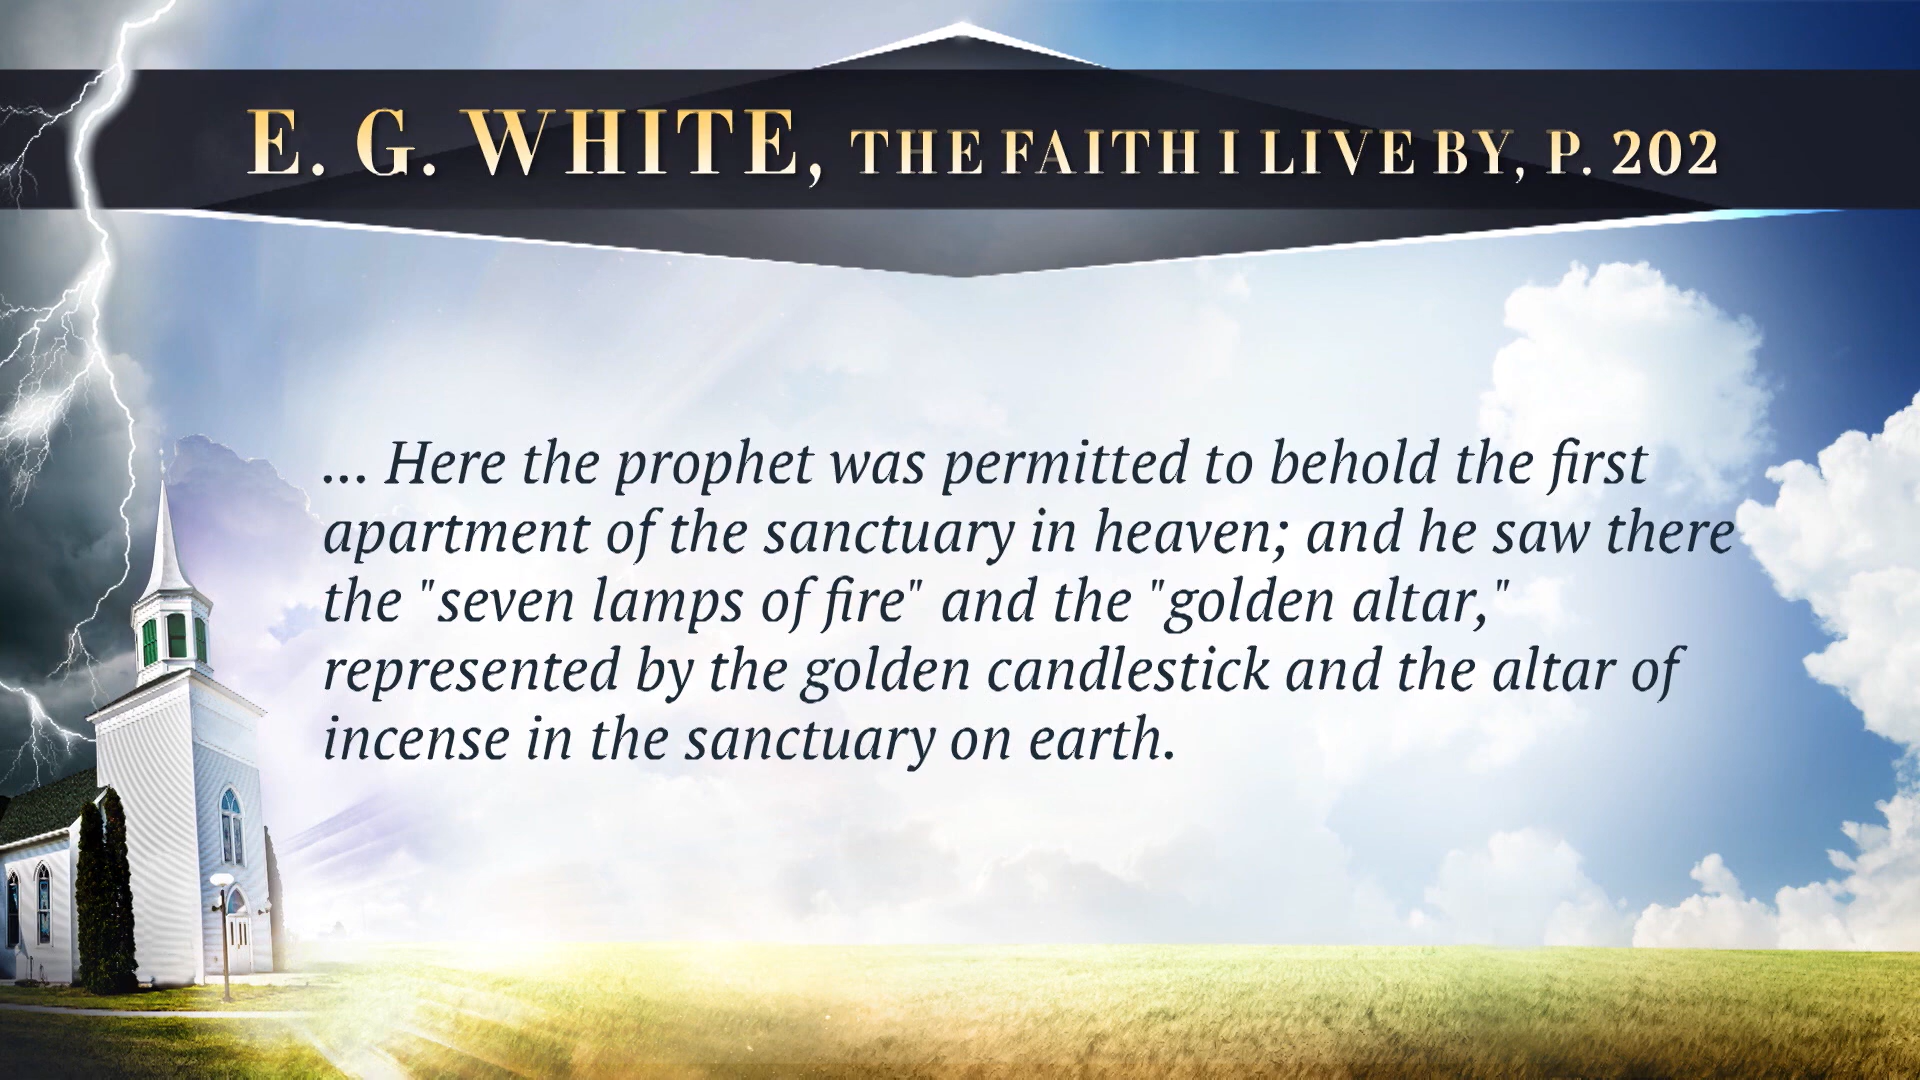 E. G. WHITE, THE FAITH I LIVE BY, P. 202
... Here the prophet was permitted to behold the first
apartment of the sanctuary in heaven; and he saw there
the "seven lamps of fire" and the "golden altar,"
represented by the golden candlestick and the altar of
incense in the sanctuary on earth.